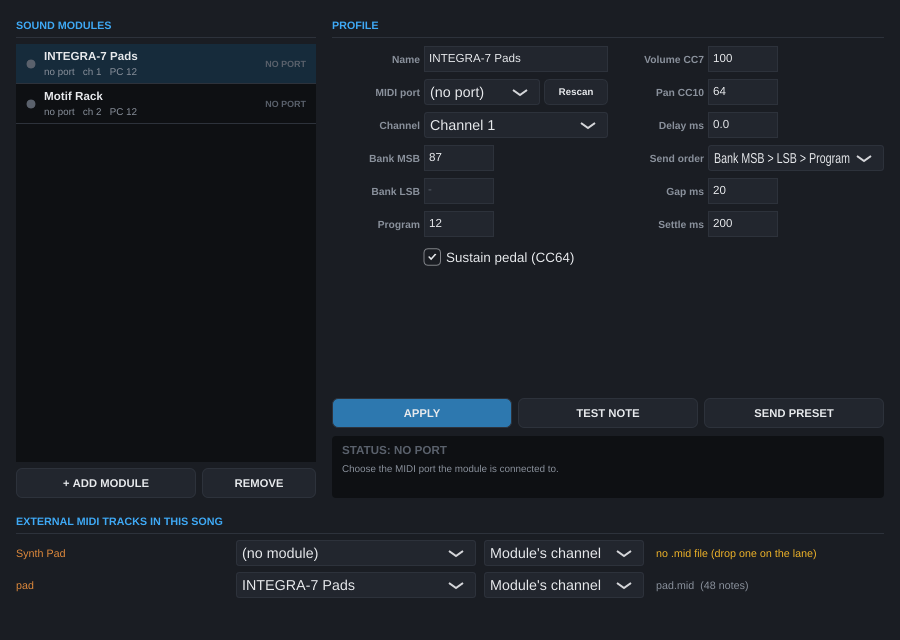 SOUND MODULES
INTEGRA-7 Pads
no port ch 1 PC 12
NO PORT
Motif Rack
no port ch 2 PC 12
NO PORT
+ ADD MODULE
REMOVE
PROFILE
Name INTEGRA-7 Pads
MIDI port (no port) Rescan
Channel Channel 1
Bank MSB 87
Bank LSB -
Program 12
Sustain pedal (CC64)
Volume CC7 100
Pan CC10 64
Delay ms 0.0
Send order Bank MSB > LSB > Program
Gap ms 20
Settle ms 200
APPLY
TEST NOTE
SEND PRESET
STATUS: NO PORT
Choose the MIDI port the module is connected to.
EXTERNAL MIDI TRACKS IN THIS SONG
Synth Pad (no module) Module's channel no .mid file (drop one on the lane)
pad INTEGRA-7 Pads Module's channel pad.mid (48 notes)